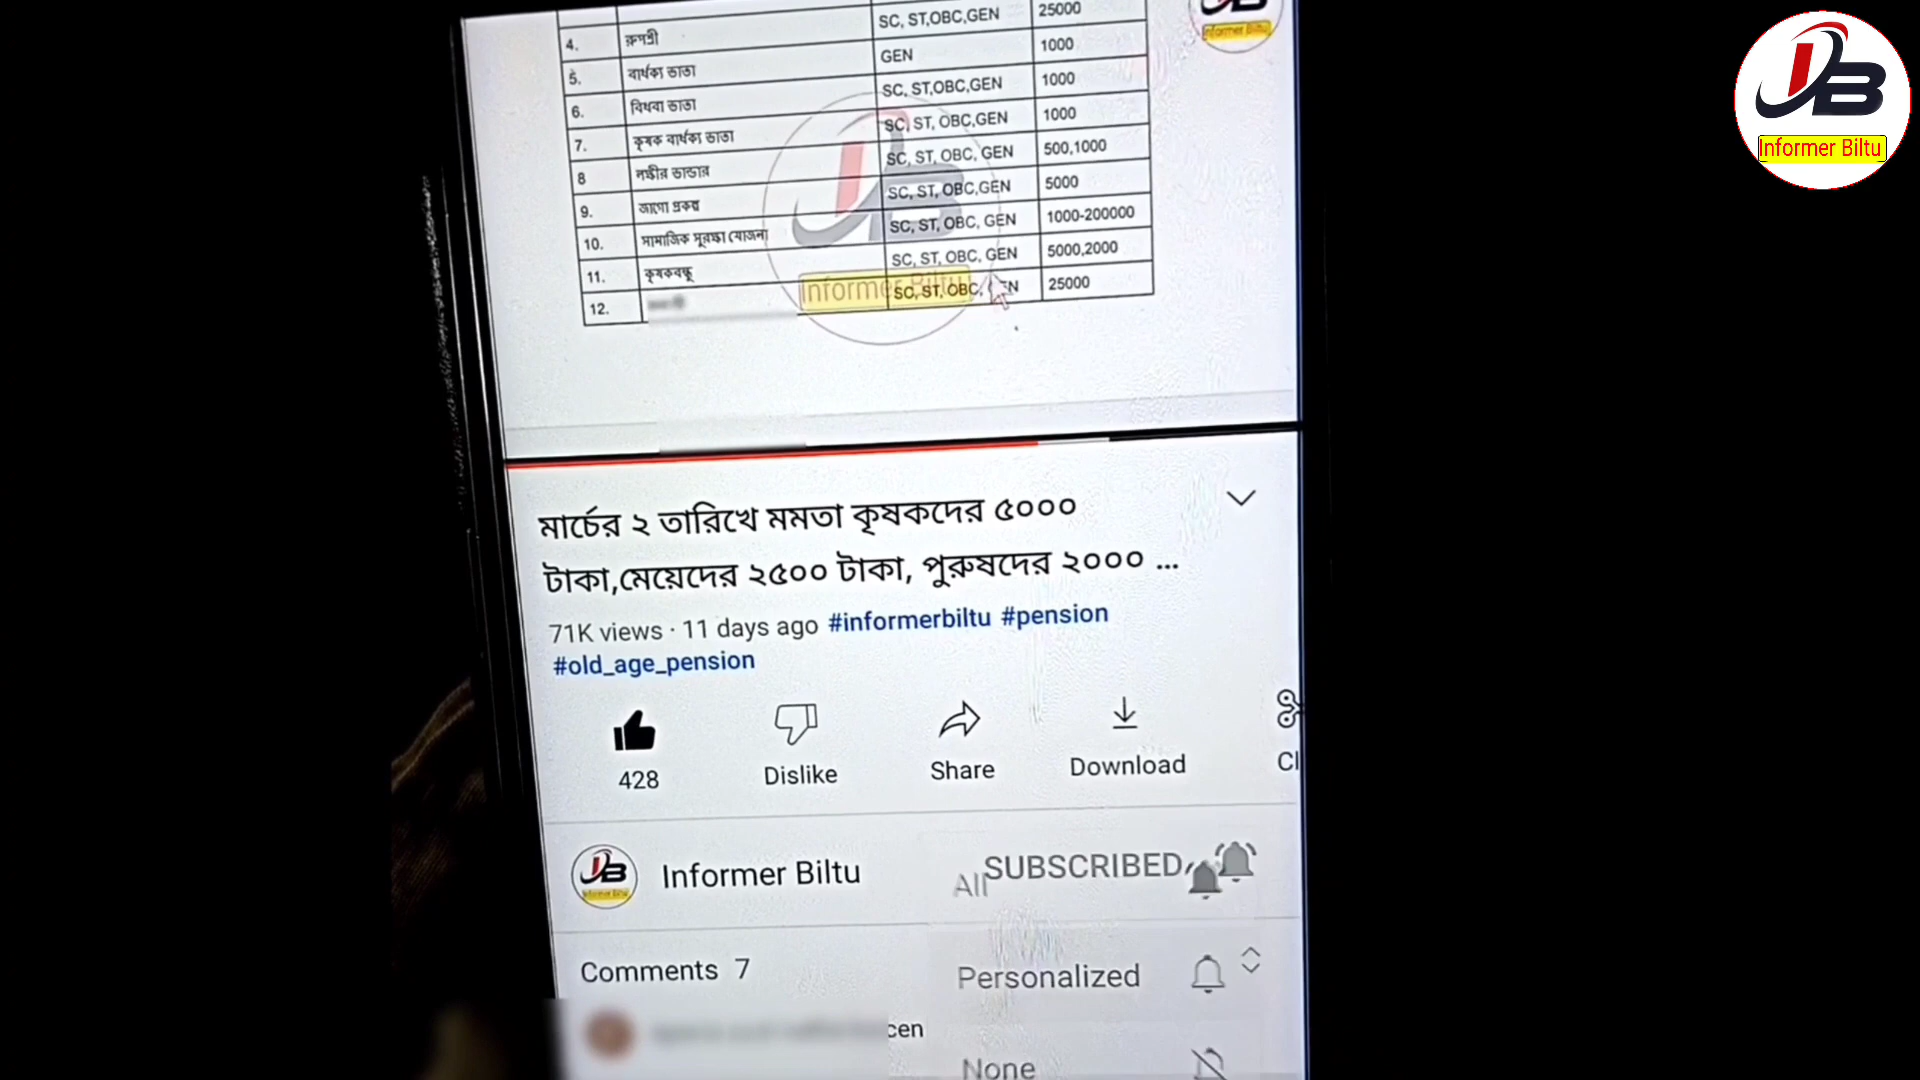 SC, ST,OBC,GEN 25000
4. রুপশ্রী GEN 1000
5. বার্ধক্য ভাতা SC, ST,OBC,GEN 1000
6. বিধবা ভাতা SC, ST, OBC,GEN 1000
7. কৃষক বার্ধক্য ভাতা SC, ST, OBC, GEN 500,1000
8 লক্ষীর ভান্ডার SC, ST, OBC,GEN 5000
9. জাগো প্রকল্প SC, ST, OBC, GEN 1000-200000
10. সামাজিক সুরক্ষা যোজনা SC, ST, OBC, GEN 5000,2000
11. কৃষকবন্ধু SC, ST, OBC, 25000
12.
Informer Biltu
মার্চের ২ তারিখে মমতা কৃষকদের ৫০০০
টাকা,মেয়েদের ২৫০০ টাকা, পুরুষদের ২০০০ ...
71K views · 11 days ago #informerbiltu #pension
#old_age_pension
428 Dislike Share Download
Informer Biltu All SUBSCRIBED
Comments 7
Personalized
None
JB
Informer Biltu